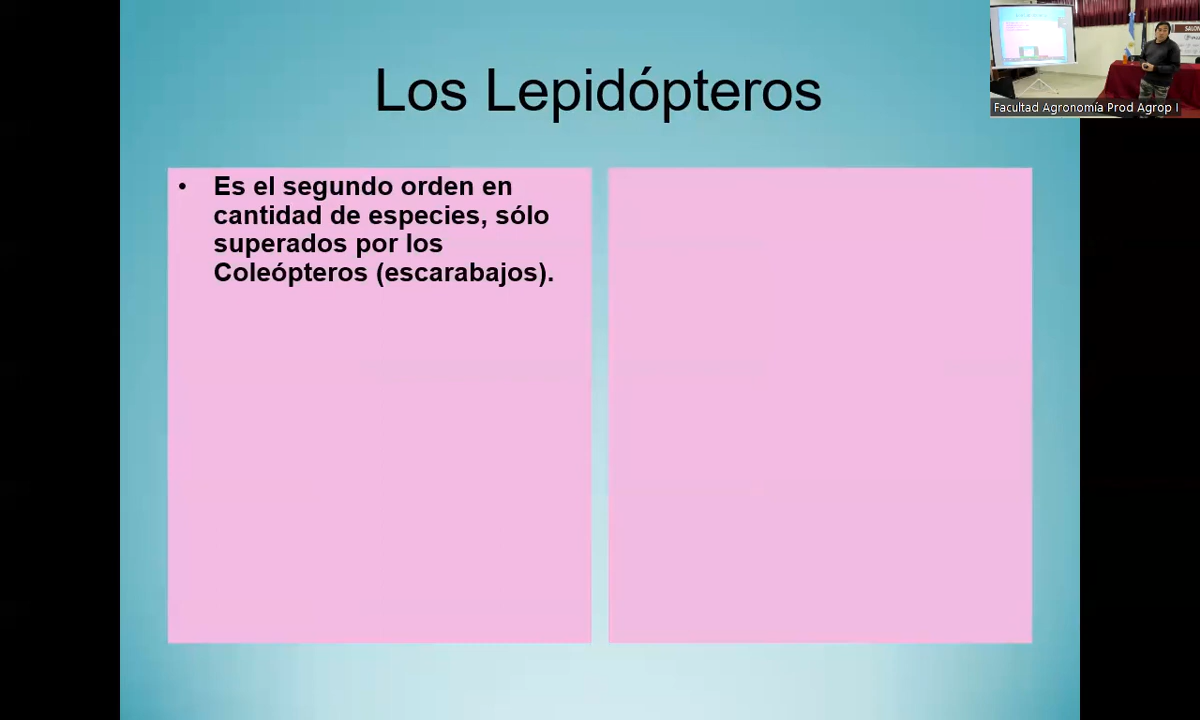 Los Lepidópteros
• Es el segundo orden en
cantidad de especies, sólo
superados por los
Coleópteros (escarabajos).
Facultad Agronomía Prod Agrop I